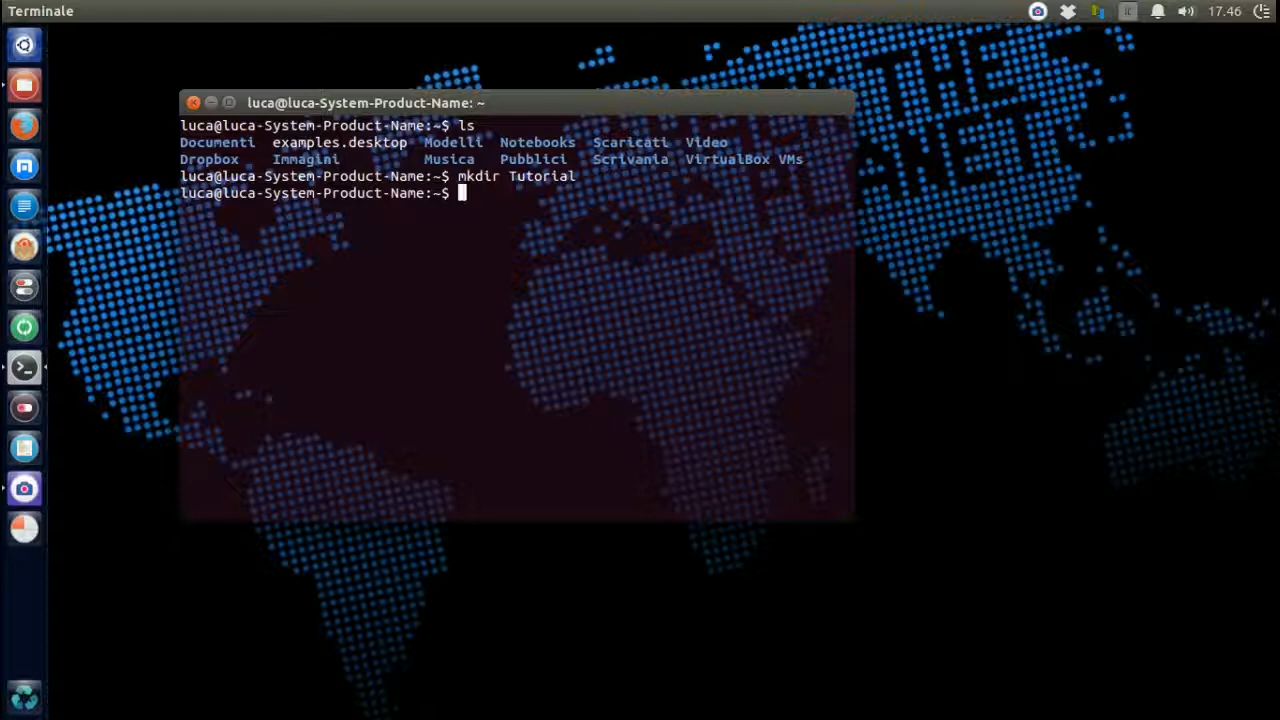 Terminale
it
17.46
luca@luca-System-Product-Name: ~
luca@luca-System-Product-Name:~$ ls
Documenti examples.desktop Modelli Notebooks Scaricati Video
Dropbox Immagini Musica Pubblici Scrivania VirtualBox VMs
luca@luca-System-Product-Name:~$ mkdir Tutorial
luca@luca-System-Product-Name:~$
THE